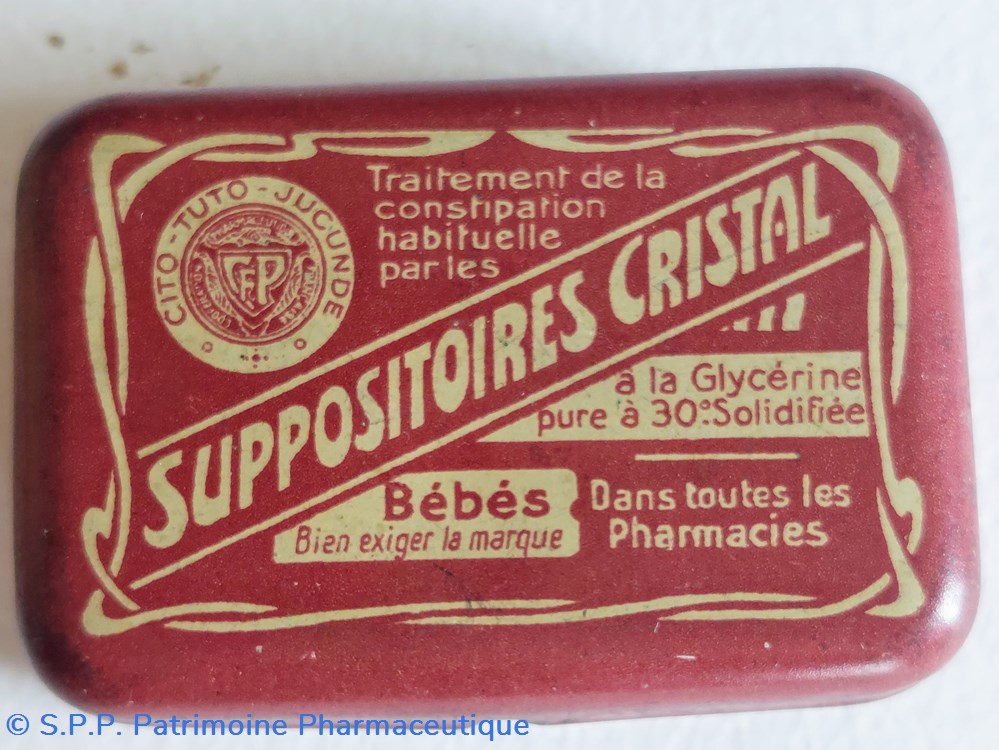 CITO-TUTO-JUCUNDE
CFP
Traitement de la
constipation
habituelle
par les
SUPPOSITOIRES CRISTAL
à la Glycérine
pure à 30° Solidifiée
Bébés
Bien exiger la marque
Dans toutes les
Pharmacies
© S.P.P. Patrimoine Pharmaceutique